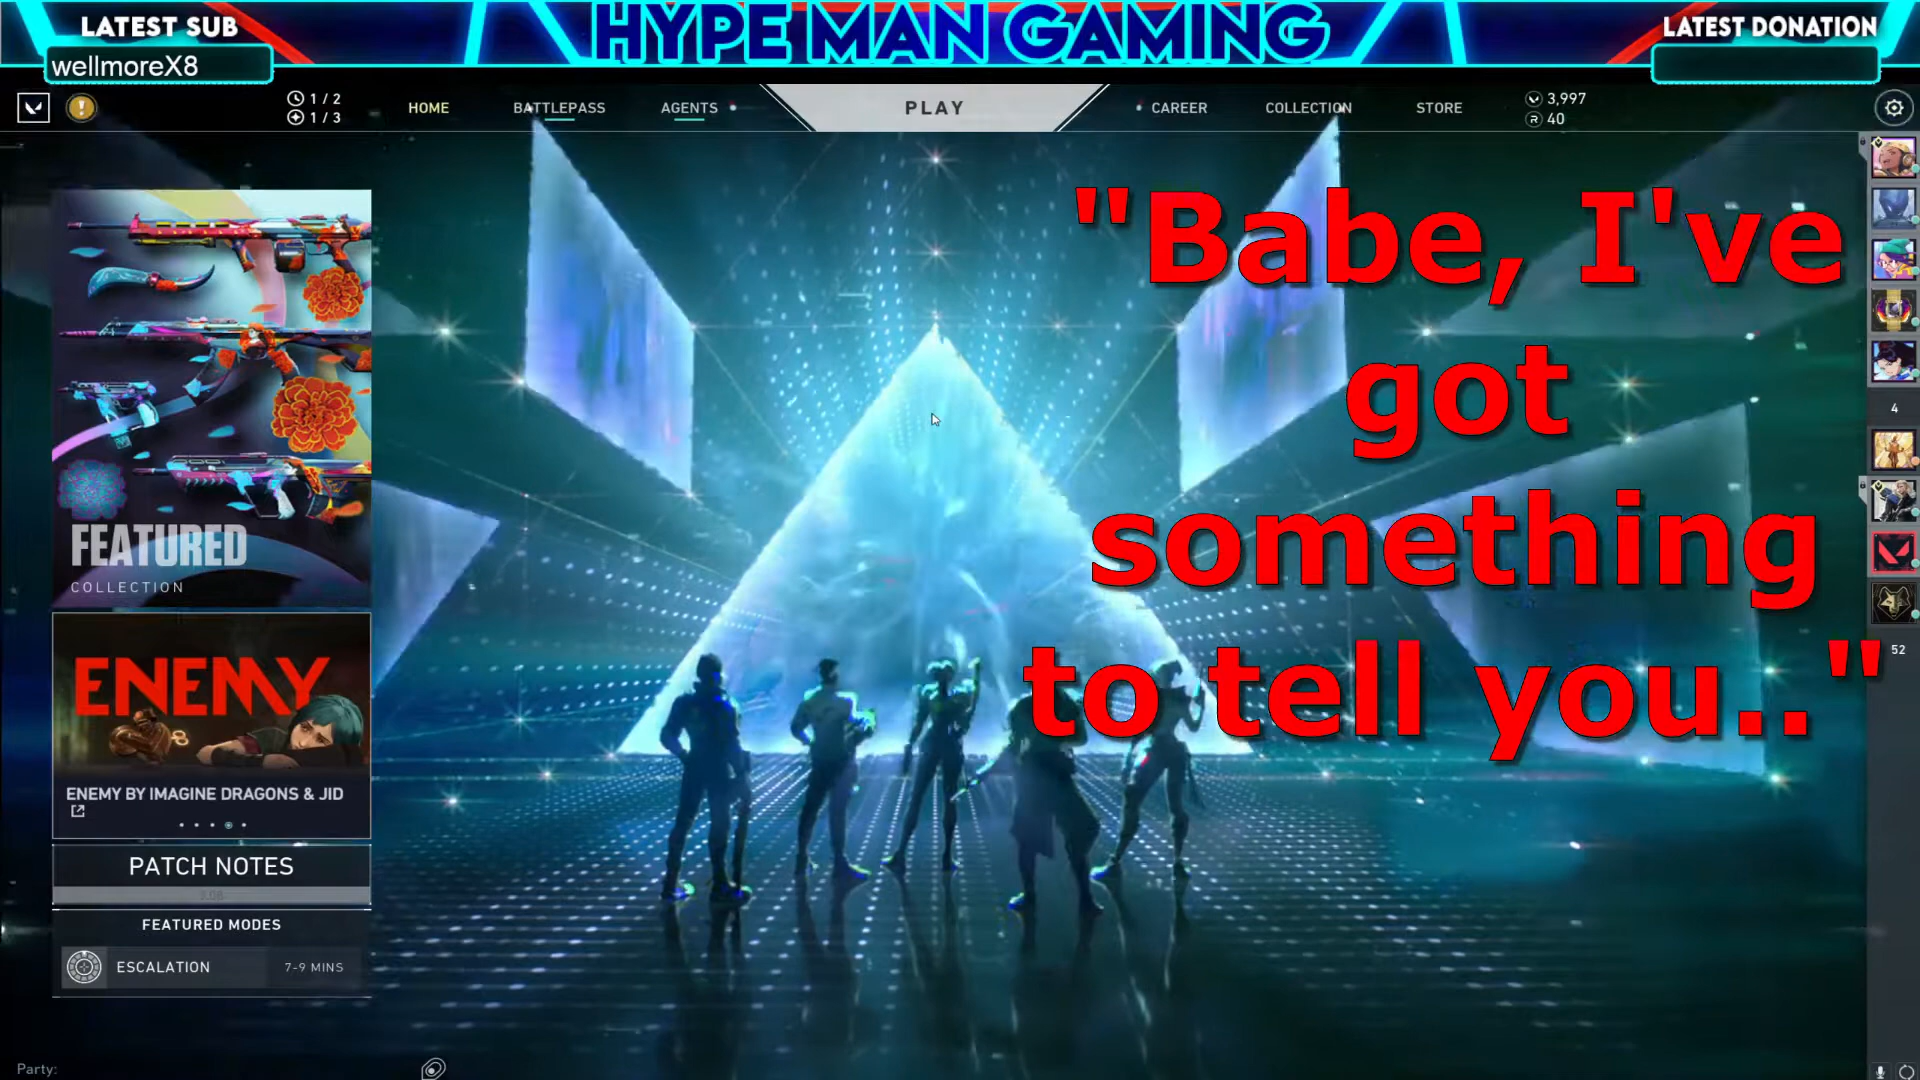 LATEST SUB
wellmoreX8
HYPE MAN GAMING
LATEST DONATION
1 / 2
1 / 3
HOME
BATTLEPASS
AGENTS
PLAY
CAREER
COLLECTION
STORE
3,997
R 40
"Babe, I've
got
something
to tell you.."
FEATURED
COLLECTION
ENEMY
ENEMY BY IMAGINE DRAGONS & JID
PATCH NOTES
FEATURED MODES
ESCALATION
7-9 MINS
4
52
Party: